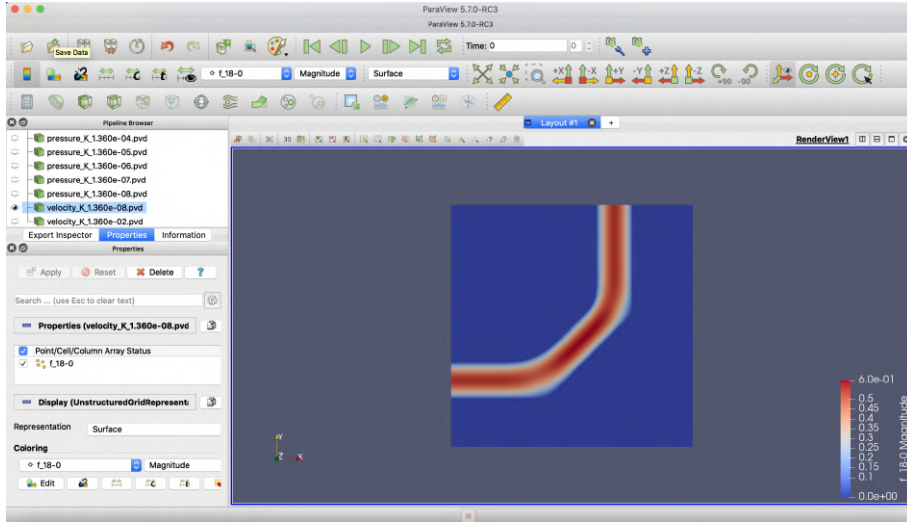 ParaView 5.7.0-RC3
ParaView 5.7.0-RC3
Save Data
Time: 0
0
f_18-0
Magnitude
Surface
+X
-X
+Y
-Y
+Z
-Z
+90
-90
Pipeline Browser
Layout #1
+
pressure_K_1.360e-04.pvd
pressure_K_1.360e-05.pvd
pressure_K_1.360e-06.pvd
pressure_K_1.360e-07.pvd
pressure_K_1.360e-08.pvd
velocity_K_1.360e-08.pvd
velocity_K_1.360e-02.pvd
3D
RenderView1
Export Inspector
Properties
Information
Properties
Apply
Reset
Delete
?
Search ... (use Esc to clear text)
Properties (velocity_K_1.360e-08.pvd
Point/Cell/Column Array Status
f_18-0
Display (UnstructuredGridRepresent
Representation
Surface
Coloring
f_18-0
Magnitude
Edit
Y
Z
X
6.0e-01
0.5
0.45
0.4
0.35
0.3
0.25
0.2
0.15
0.1
0.0e+00
f_18-0 Magnitude